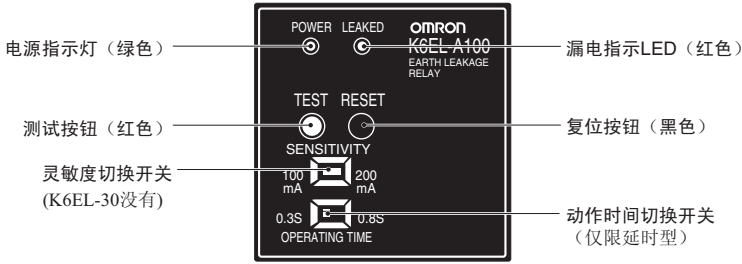 电源指示灯（绿色）
测试按钮（红色）
灵敏度切换开关
(K6EL-30没有)
POWER LEAKED
OMRON
K6EL-A100
EARTH LEAKAGE
RELAY
TEST RESET
SENSITIVITY
100
mA
200
mA
0.3S 0.8S
OPERATING TIME
漏电指示LED（红色）
复位按钮（黑色）
动作时间切换开关
（仅限延时型）